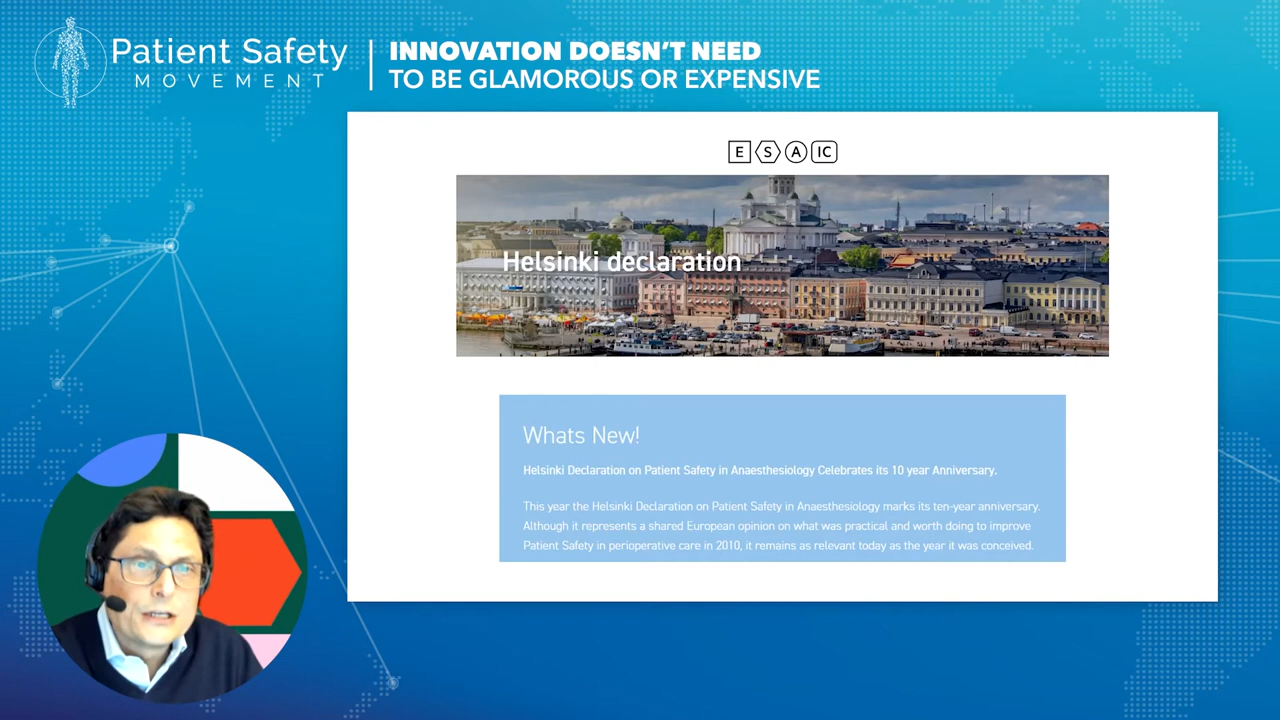 Patient Safety
MOVEMENT
INNOVATION DOESN'T NEED
TO BE GLAMOROUS OR EXPENSIVE
E S A IC
Helsinki declaration
Whats New!
Helsinki Declaration on Patient Safety in Anaesthesiology Celebrates its 10 year Anniversary.
This year the Helsinki Declaration on Patient Safety in Anaesthesiology marks its ten-year anniversary.
Although it represents a shared European opinion on what was practical and worth doing to improve
Patient Safety in perioperative care in 2010, it remains as relevant today as the year it was conceived.